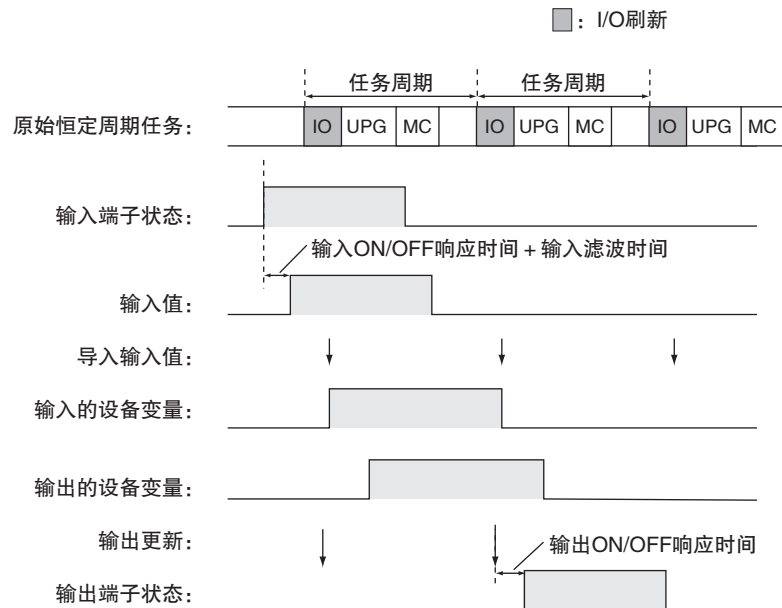 ：I/O刷新
任务周期 任务周期
原始恒定周期任务： IO UPG MC IO UPG MC IO UPG MC
输入端子状态：
输入ON/OFF响应时间 + 输入滤波时间
输入值：
导入输入值：
输入的设备变量：
输出的设备变量：
输出更新：
输出ON/OFF响应时间
输出端子状态：